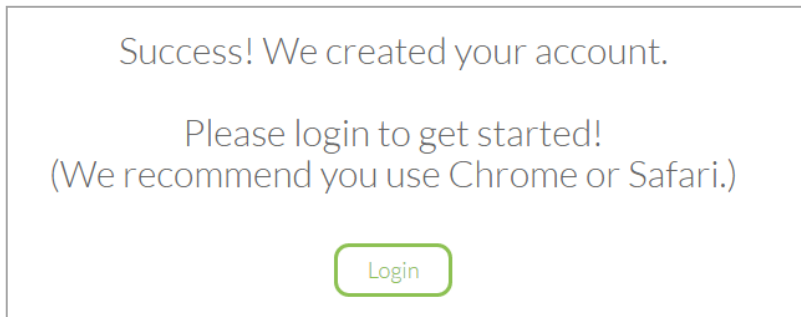 Success! We created your account.
Please login to get started!
(We recommend you use Chrome or Safari.)
Login